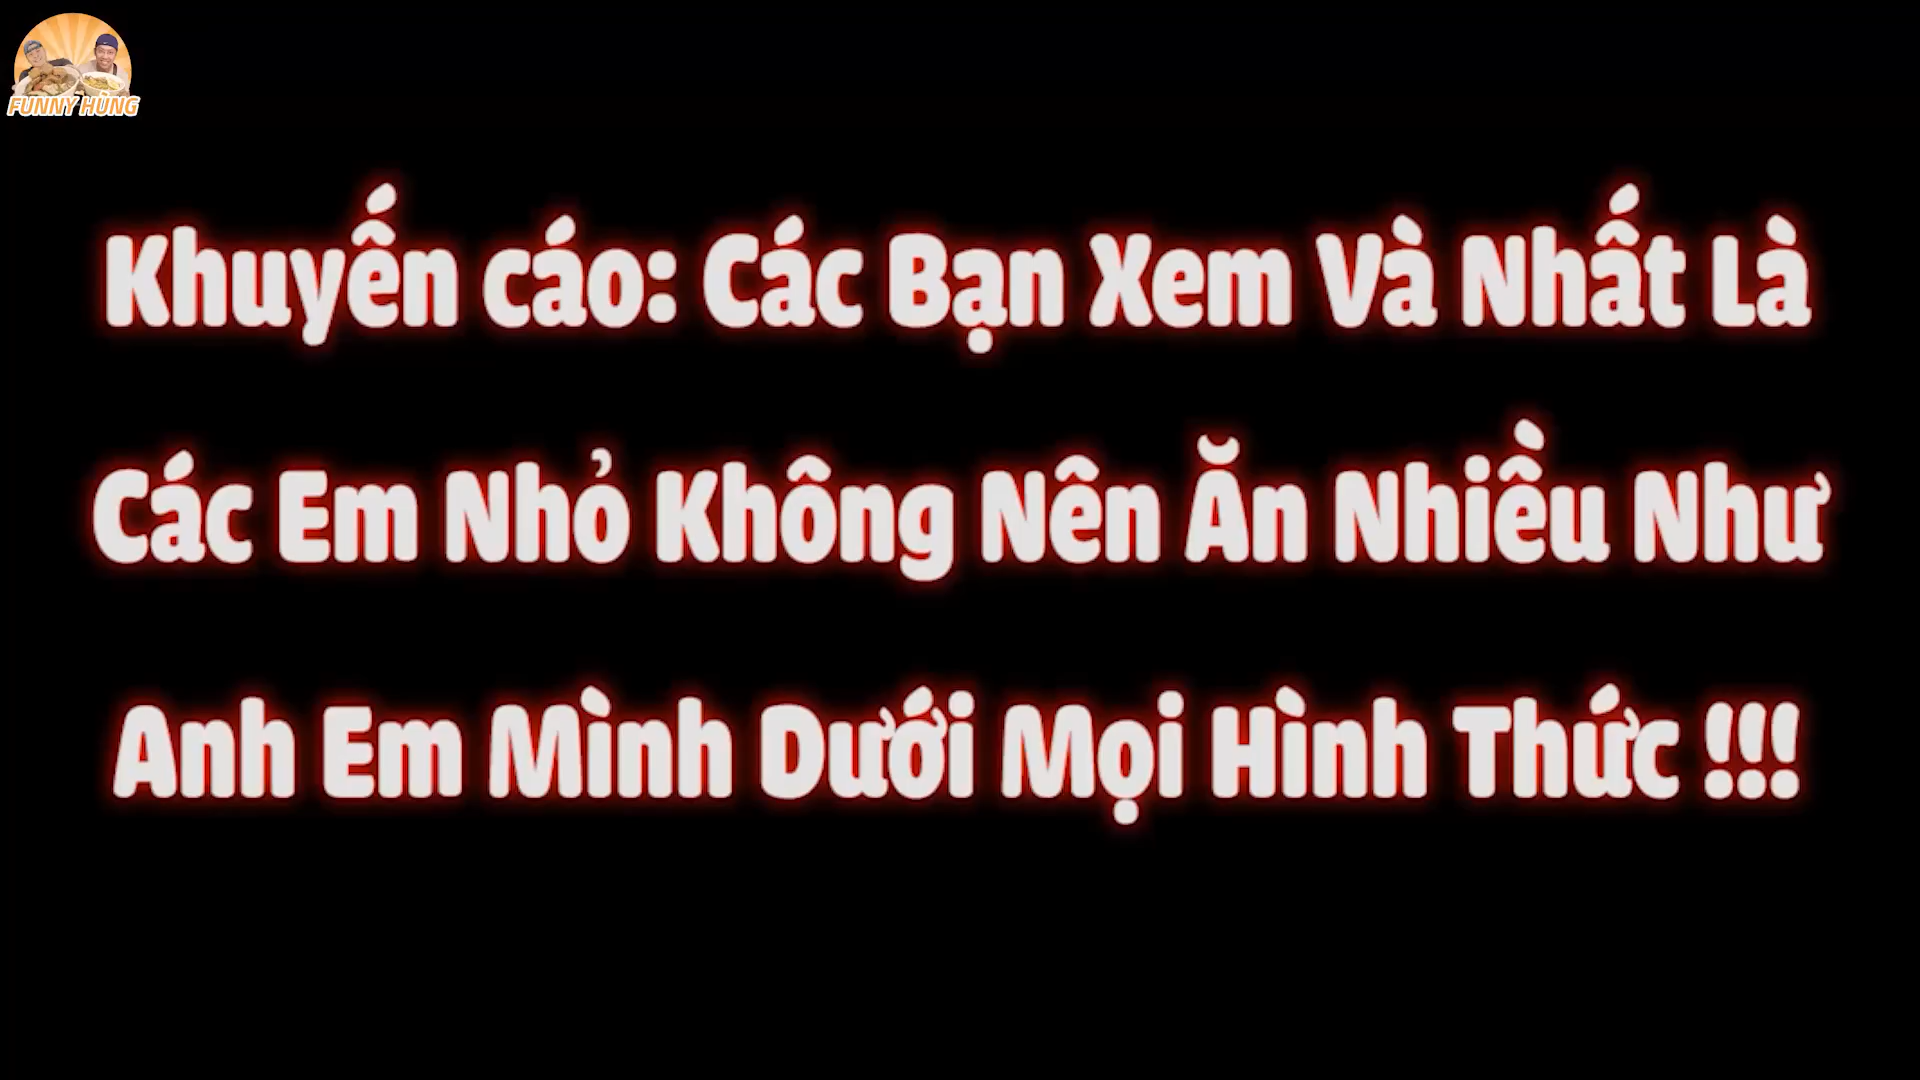 FUNNY HÙNG
Khuyến cáo: Các Bạn Xem Và Nhất Là
Các Em Nhỏ Không Nên Ăn Nhiều Như
Anh Em Mình Dưới Mọi Hình Thức !!!